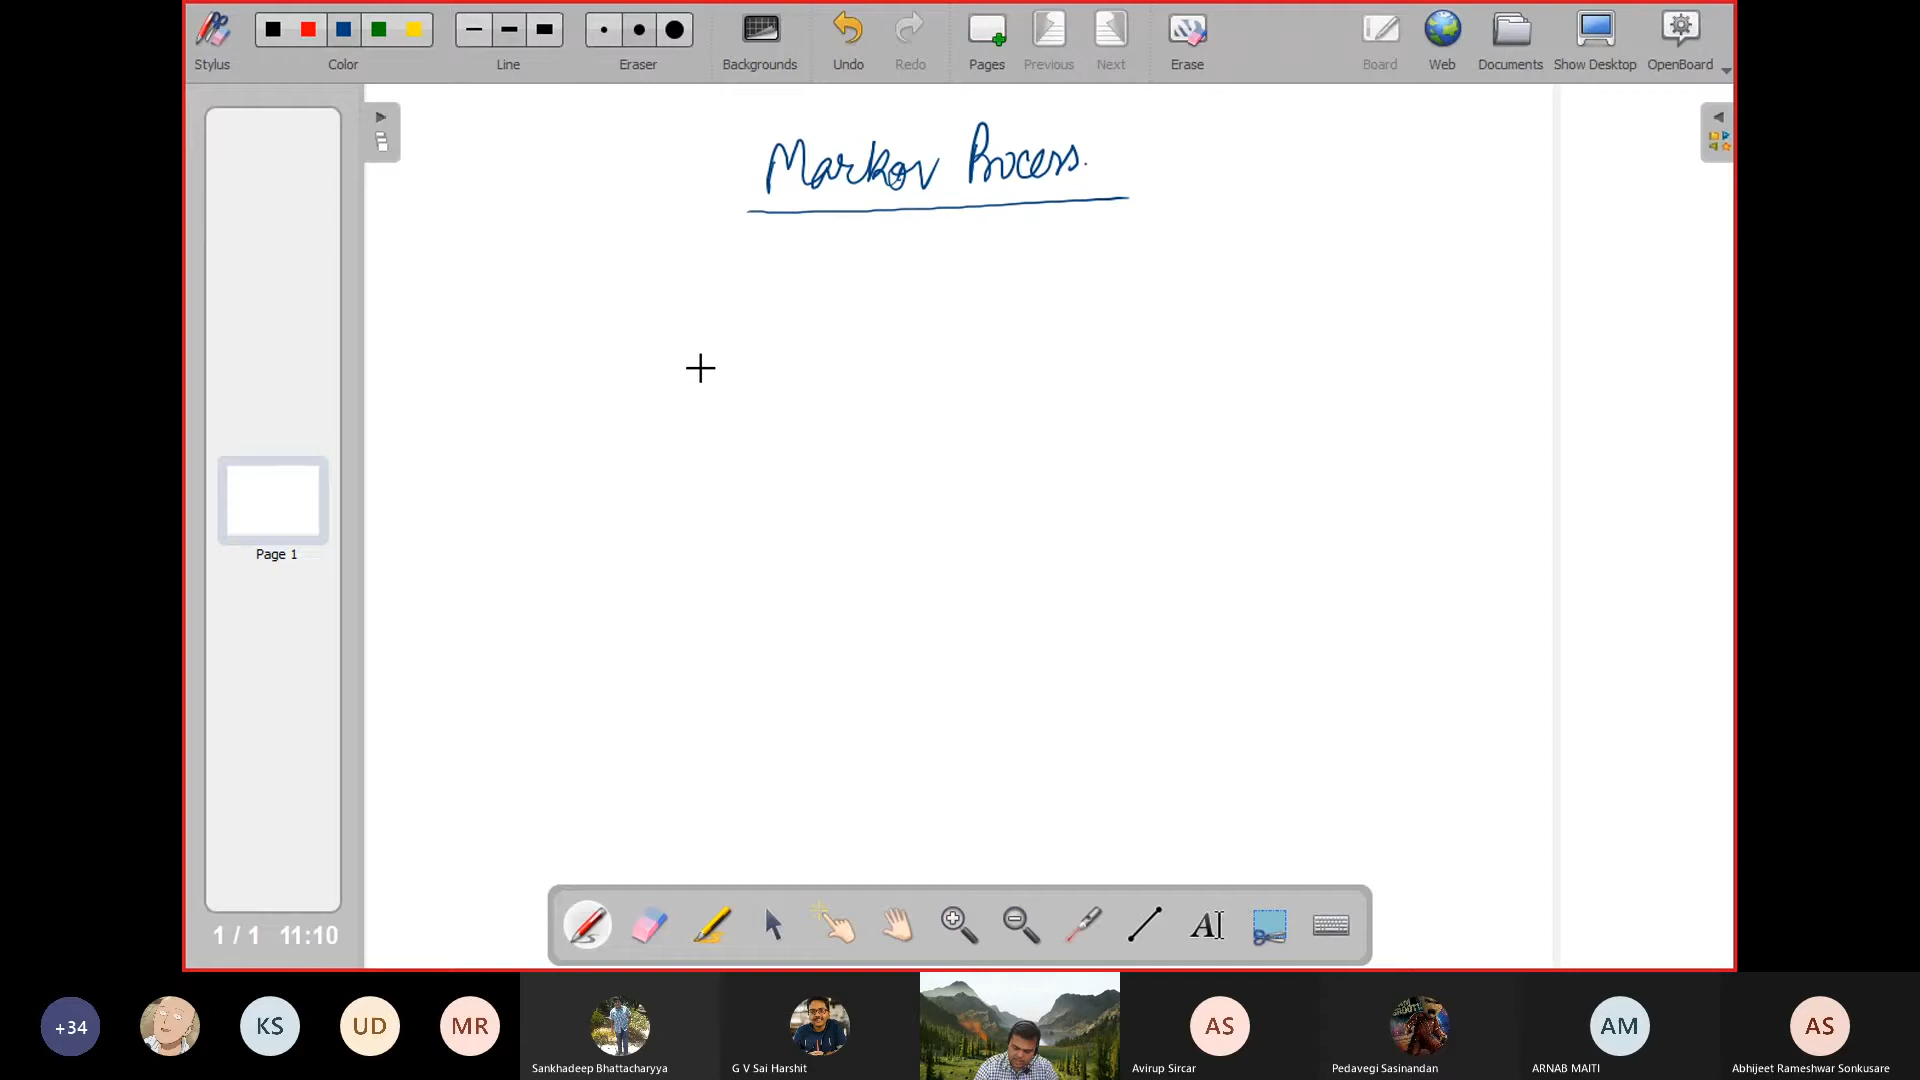 Stylus Color Line Eraser Backgrounds Undo Redo Pages Previous Next Erase Board Web Documents Show Desktop OpenBoard
Markov Process.
Page 1
1 / 1 11:10
AI
+34 KS UD MR AS AM AS
Sankhadeep Bhattacharyya G V Sai Harshit Avirup Sircar Pedavegi Sasinandan ARNAB MAITI Abhijeet Rameshwar Sonkusare